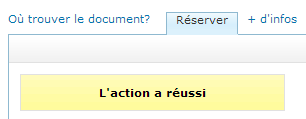 Où trouver le document? Réserver + d'infos
L'action a réussi